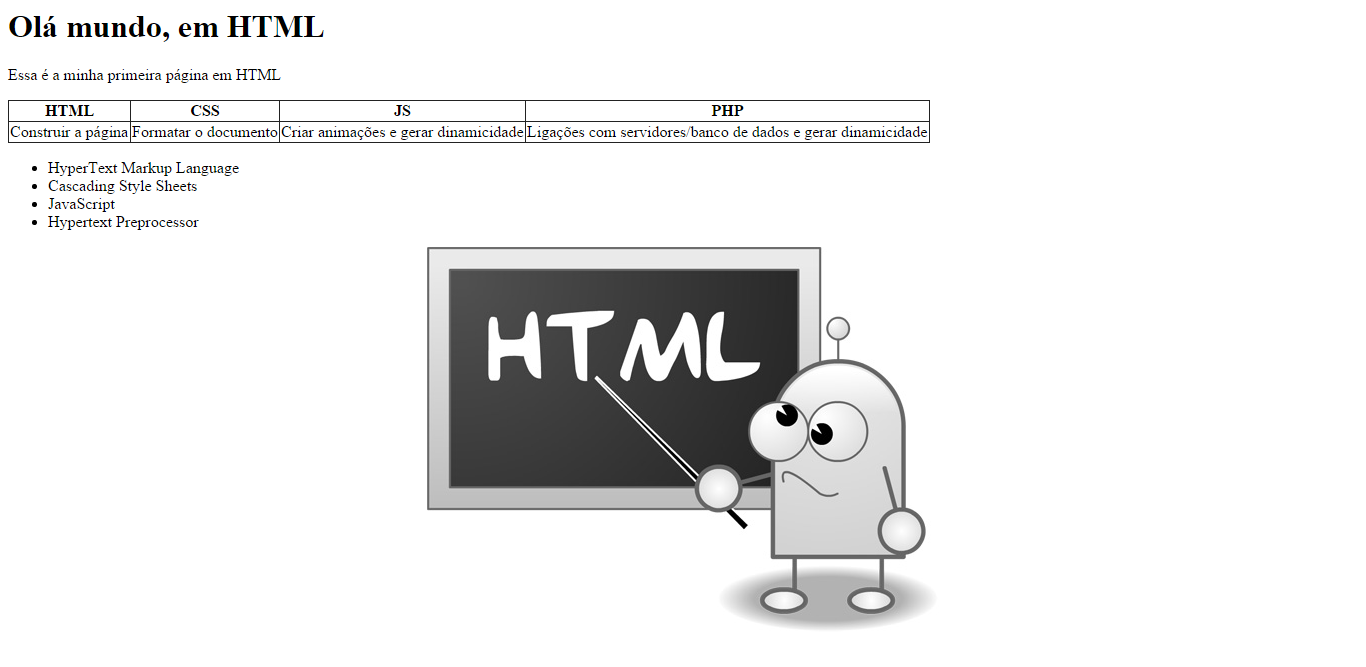 Olá mundo, em HTML
Essa é a minha primeira página em HTML
HTML CSS JS PHP
Construir a página Formatar o documento Criar animações e gerar dinamicidade Ligações com servidores/banco de dados e gerar dinamicidade
HyperText Markup Language
Cascading Style Sheets
JavaScript
Hypertext Preprocessor
HTML